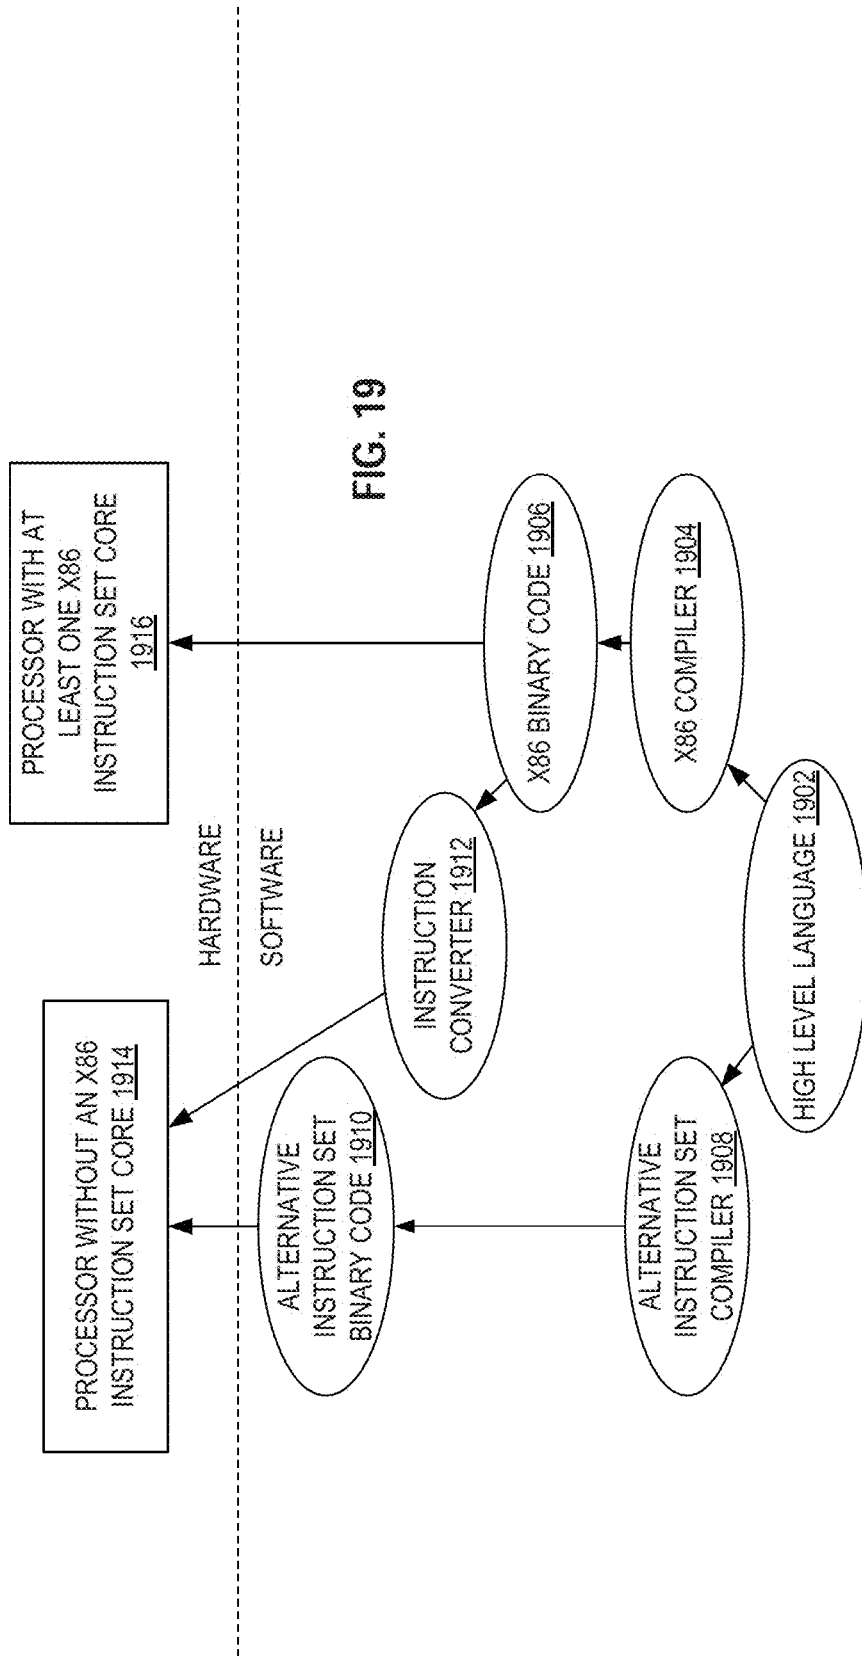 PROCESSOR WITHOUT AN X86
INSTRUCTION SET CORE 1914
PROCESSOR WITH AT
LEAST ONE X86
INSTRUCTION SET CORE
1916
HARDWARE
SOFTWARE
ALTERNATIVE
INSTRUCTION SET
BINARY CODE 1910
INSTRUCTION
CONVERTER 1912
FIG. 19
X86 BINARY CODE 1906
ALTERNATIVE
INSTRUCTION SET
COMPILER 1908
X86 COMPILER 1904
HIGH LEVEL LANGUAGE 1902